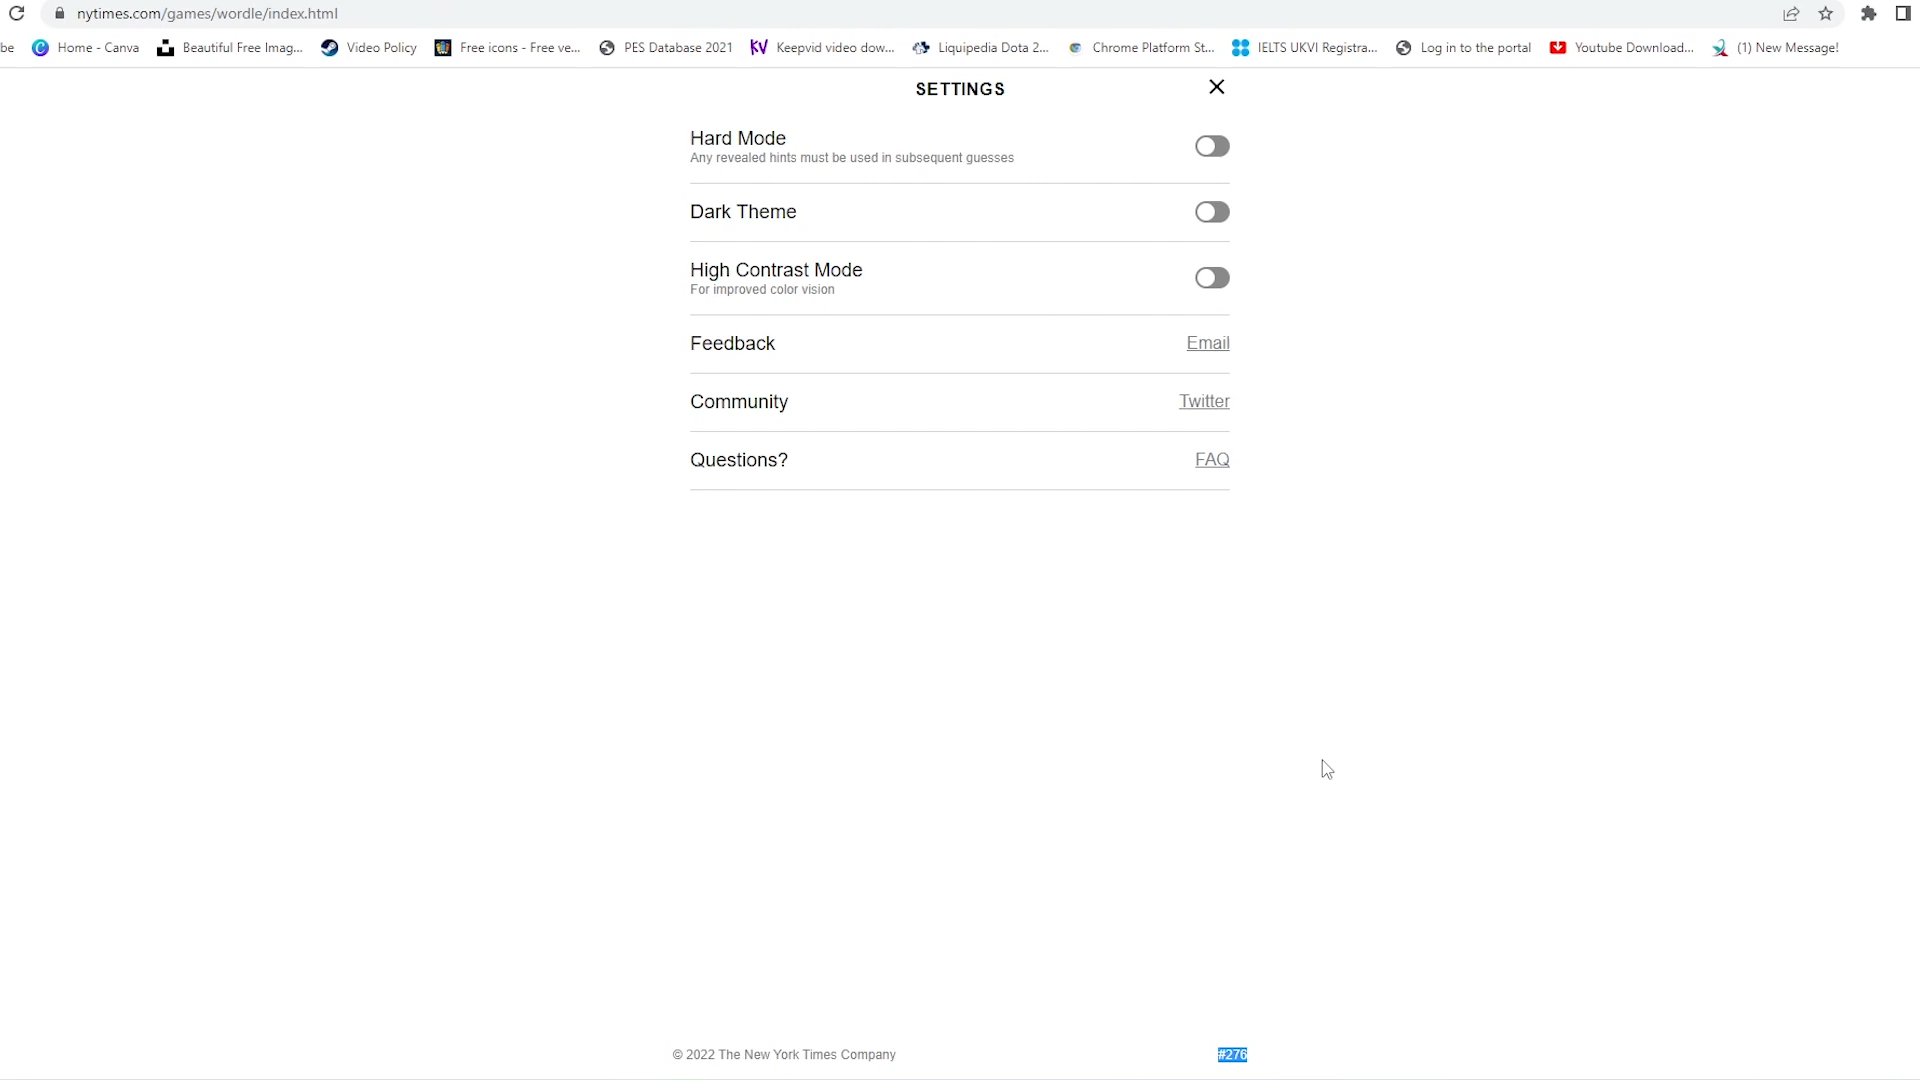 nytimes.com/games/wordle/index.html
be Home - Canva Beautiful Free Imag... Video Policy Free icons - Free ve... PES Database 2021 KV Keepvid video dow... Liquipedia Dota 2... Chrome Platform St... IELTS UKVI Registra... Log in to the portal Youtube Download... (1) New Message!
SETTINGS
Hard Mode
Any revealed hints must be used in subsequent guesses
Dark Theme
High Contrast Mode
For improved color vision
Feedback Email
Community Twitter
Questions? FAQ
© 2022 The New York Times Company #276